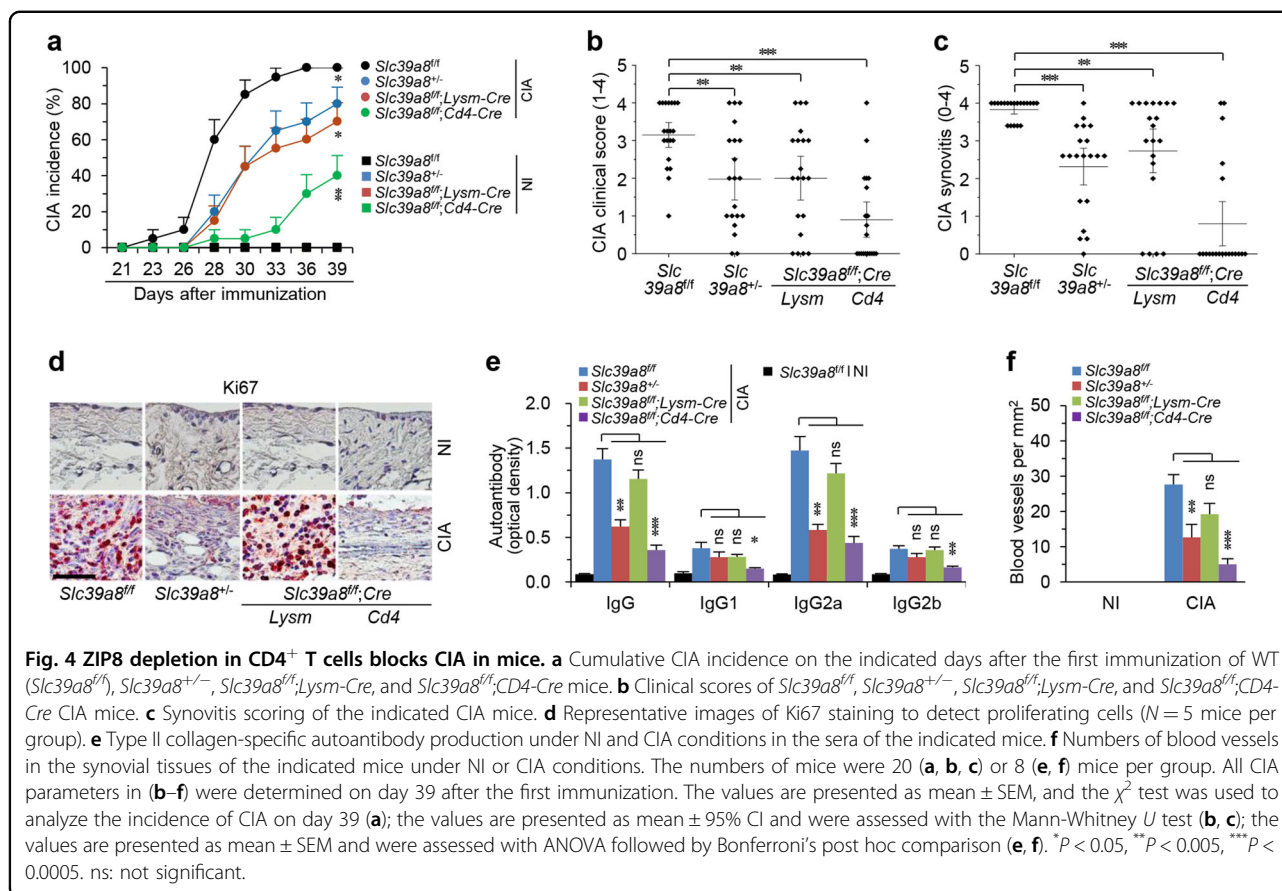 a
CIA incidence (%)
100
80
60
40
20
0
21 23 26 28 30 33 36 39
Days after immunization
*
*
**
Slc39a8f/f
Slc39a8+/-
Slc39a8f/f;Lysm-Cre
Slc39a8f/f;Cd4-Cre
CIA
Slc39a8f/f
Slc39a8+/-
Slc39a8f/f;Lysm-Cre
Slc39a8f/f;Cd4-Cre
NI
b
CIA clinical score (1-4)
5
4
3
2
1
0
***
**
**
Slc
39a8f/f
Slc
39a8+/-
Slc39a8f/f;Cre
Lysm Cd4
c
CIA synovitis (0-4)
5
4
3
2
1
0
***
**
***
Slc
39a8f/f
Slc
39a8+/-
Slc39a8f/f;Cre
Lysm Cd4
d
Ki67
NI
CIA
Slc39a8f/f Slc39a8+/- Slc39a8f/f;Cre
Lysm Cd4
e
Slc39a8f/f
Slc39a8+/-
Slc39a8f/f;Lysm-Cre
Slc39a8f/f;Cd4-Cre
CIA
Slc39a8f/f | NI
Autoantibody
(optical density)
2.0
1.5
1.0
0.5
0.0
** ns ***
ns ns *
** ns ***
ns ns **
IgG IgG1 IgG2a IgG2b
f
Slc39a8f/f
Slc39a8+/-
Slc39a8f/f;Lysm-Cre
Slc39a8f/f;Cd4-Cre
Blood vessels per mm2
50
40
30
20
10
0
** ns ***
NI CIA
Fig. 4 ZIP8 depletion in CD4+ T cells blocks CIA in mice. a Cumulative CIA incidence on the indicated days after the first immunization of WT
(Slc39a8f/f), Slc39a8+/−, Slc39a8f/f;Lysm-Cre, and Slc39a8f/f;CD4-Cre mice. b Clinical scores of Slc39a8f/f, Slc39a8+/−, Slc39a8f/f;Lysm-Cre, and Slc39a8f/f;CD4-
Cre CIA mice. c Synovitis scoring of the indicated CIA mice. d Representative images of Ki67 staining to detect proliferating cells (N = 5 mice per
group). e Type II collagen-specific autoantibody production under NI and CIA conditions in the sera of the indicated mice. f Numbers of blood vessels
in the synovial tissues of the indicated mice under NI or CIA conditions. The numbers of mice were 20 (a, b, c) or 8 (e, f) mice per group. All CIA
parameters in (b–f) were determined on day 39 after the first immunization. The values are presented as mean ± SEM, and the χ2 test was used to
analyze the incidence of CIA on day 39 (a); the values are presented as mean ± 95% CI and were assessed with the Mann-Whitney U test (b, c); the
values are presented as mean ± SEM and were assessed with ANOVA followed by Bonferroni's post hoc comparison (e, f). *P < 0.05, **P < 0.005, ***P <
0.0005. ns: not significant.